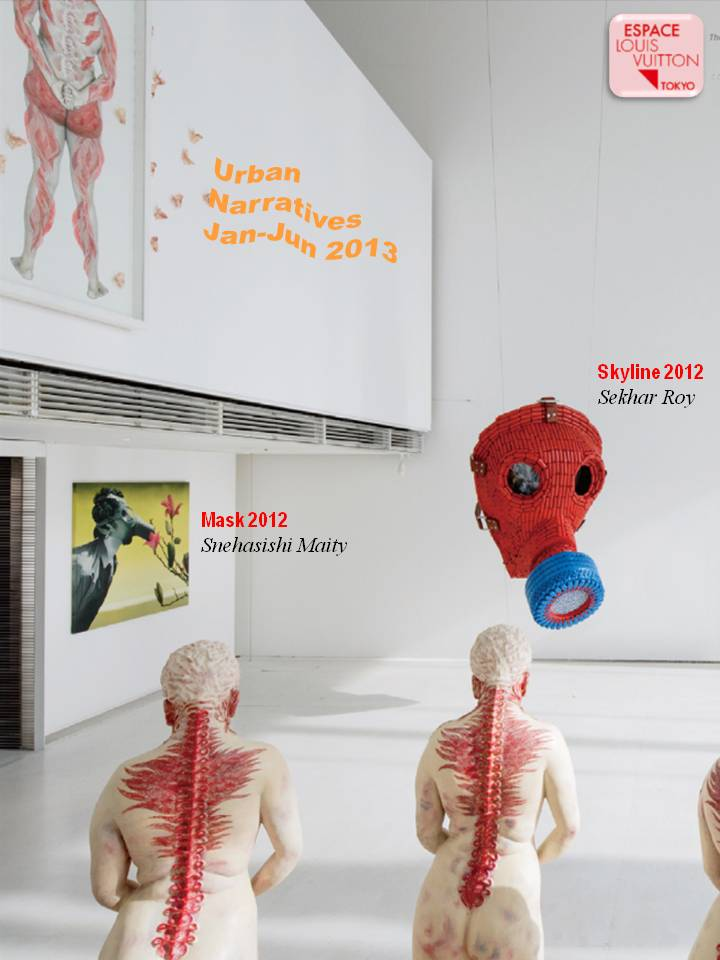 ESPACE
LOUIS
VUITTON
TOKYO
Urban
Narratives
Jan-Jun 2013
Skyline 2012
Sekhar Roy
Mask 2012
Snehasishi Maity